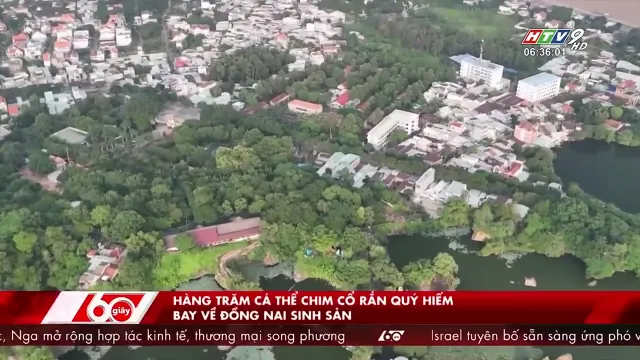 HTV9 HD
06:36:01
60 giây
HÀNG TRĂM CÁ THỂ CHIM CỔ RẮN QUÝ HIẾM
BAY VỀ ĐỒNG NAI SINH SẢN
, Nga mở rộng hợp tác kinh tế, thương mại song phương 60 Israel tuyên bố sẵn sàng ứng phó v